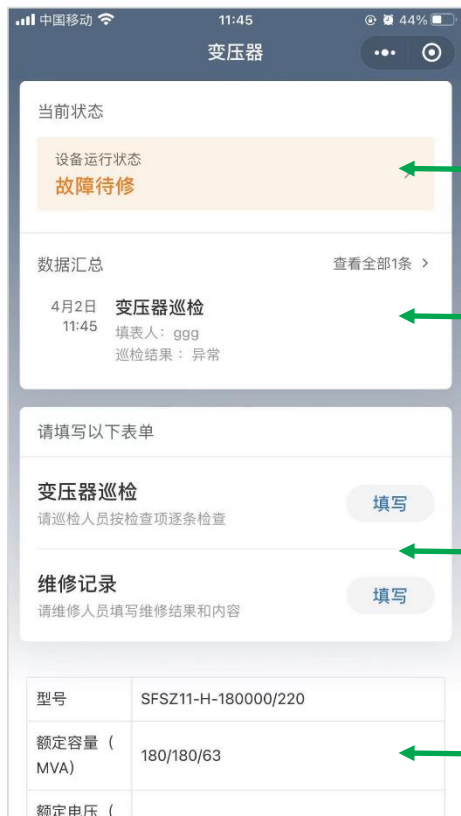 中国移动 11:45 44%
变压器
当前状态
设备运行状态
故障待修
数据汇总 查看全部1条
4月2日 变压器巡检
11:45 填表人：ggg
巡检结果：异常
请填写以下表单
变压器巡检 填写
请巡检人员按检查项逐条检查
维修记录 填写
请维修人员填写维修结果和内容
型号 SFSZ11-H-180000/220
额定容量（
MVA) 180/180/63
额定电压（